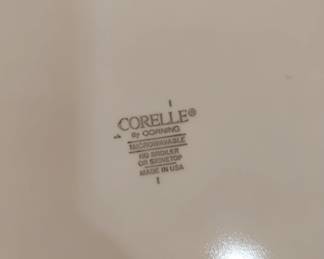 CORELLE®
By CORNING
MICROWAVABLE
NO BROILER
OR STOVETOP
MADE IN USA